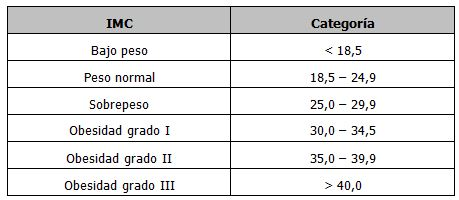 IMC Categoría
Bajo peso < 18,5
Peso normal 18,5 – 24,9
Sobrepeso 25,0 – 29,9
Obesidad grado I 30,0 – 34,5
Obesidad grado II 35,0 – 39,9
Obesidad grado III > 40,0